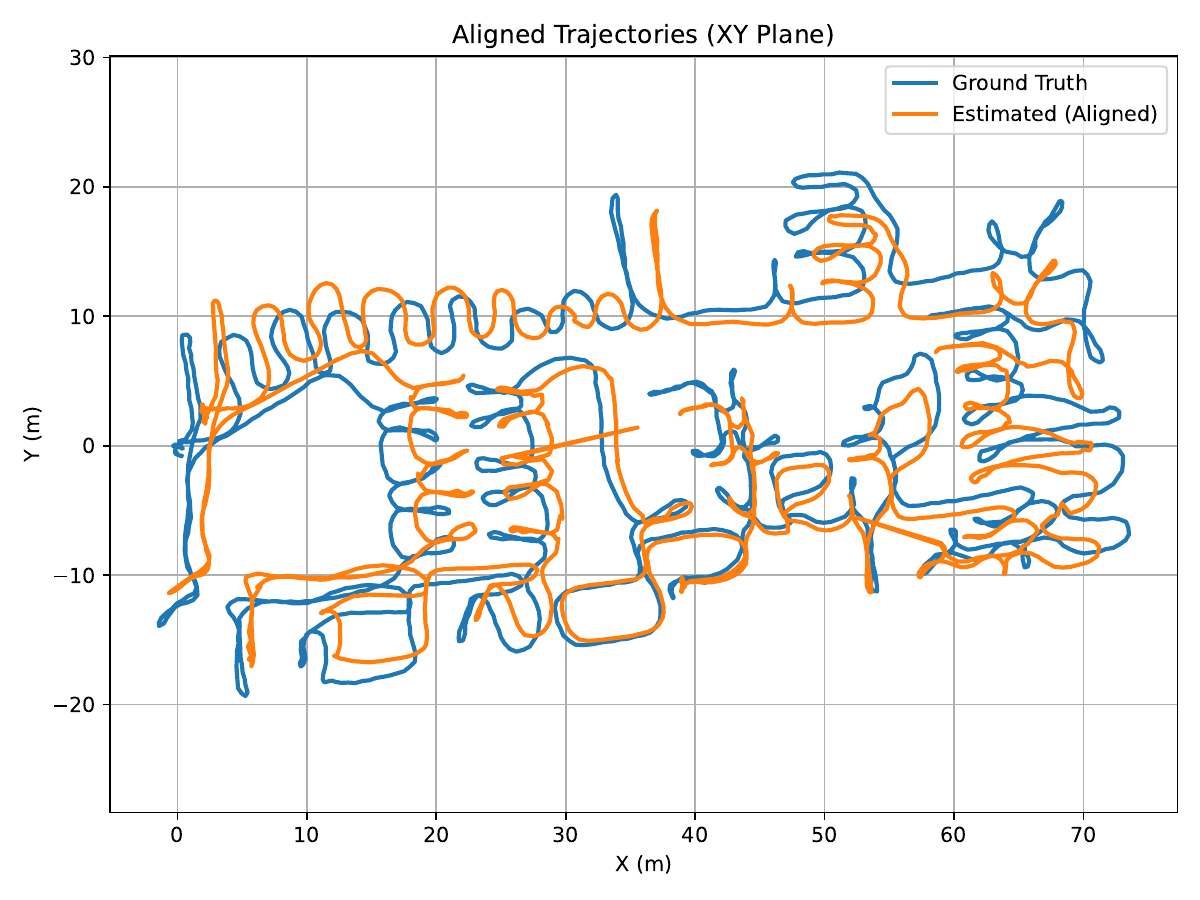 Aligned Trajectories (XY Plane)
Ground Truth
Estimated (Aligned)
30
20
10
0
−10
−20
Y (m)
0 10 20 30 40 50 60 70
X (m)